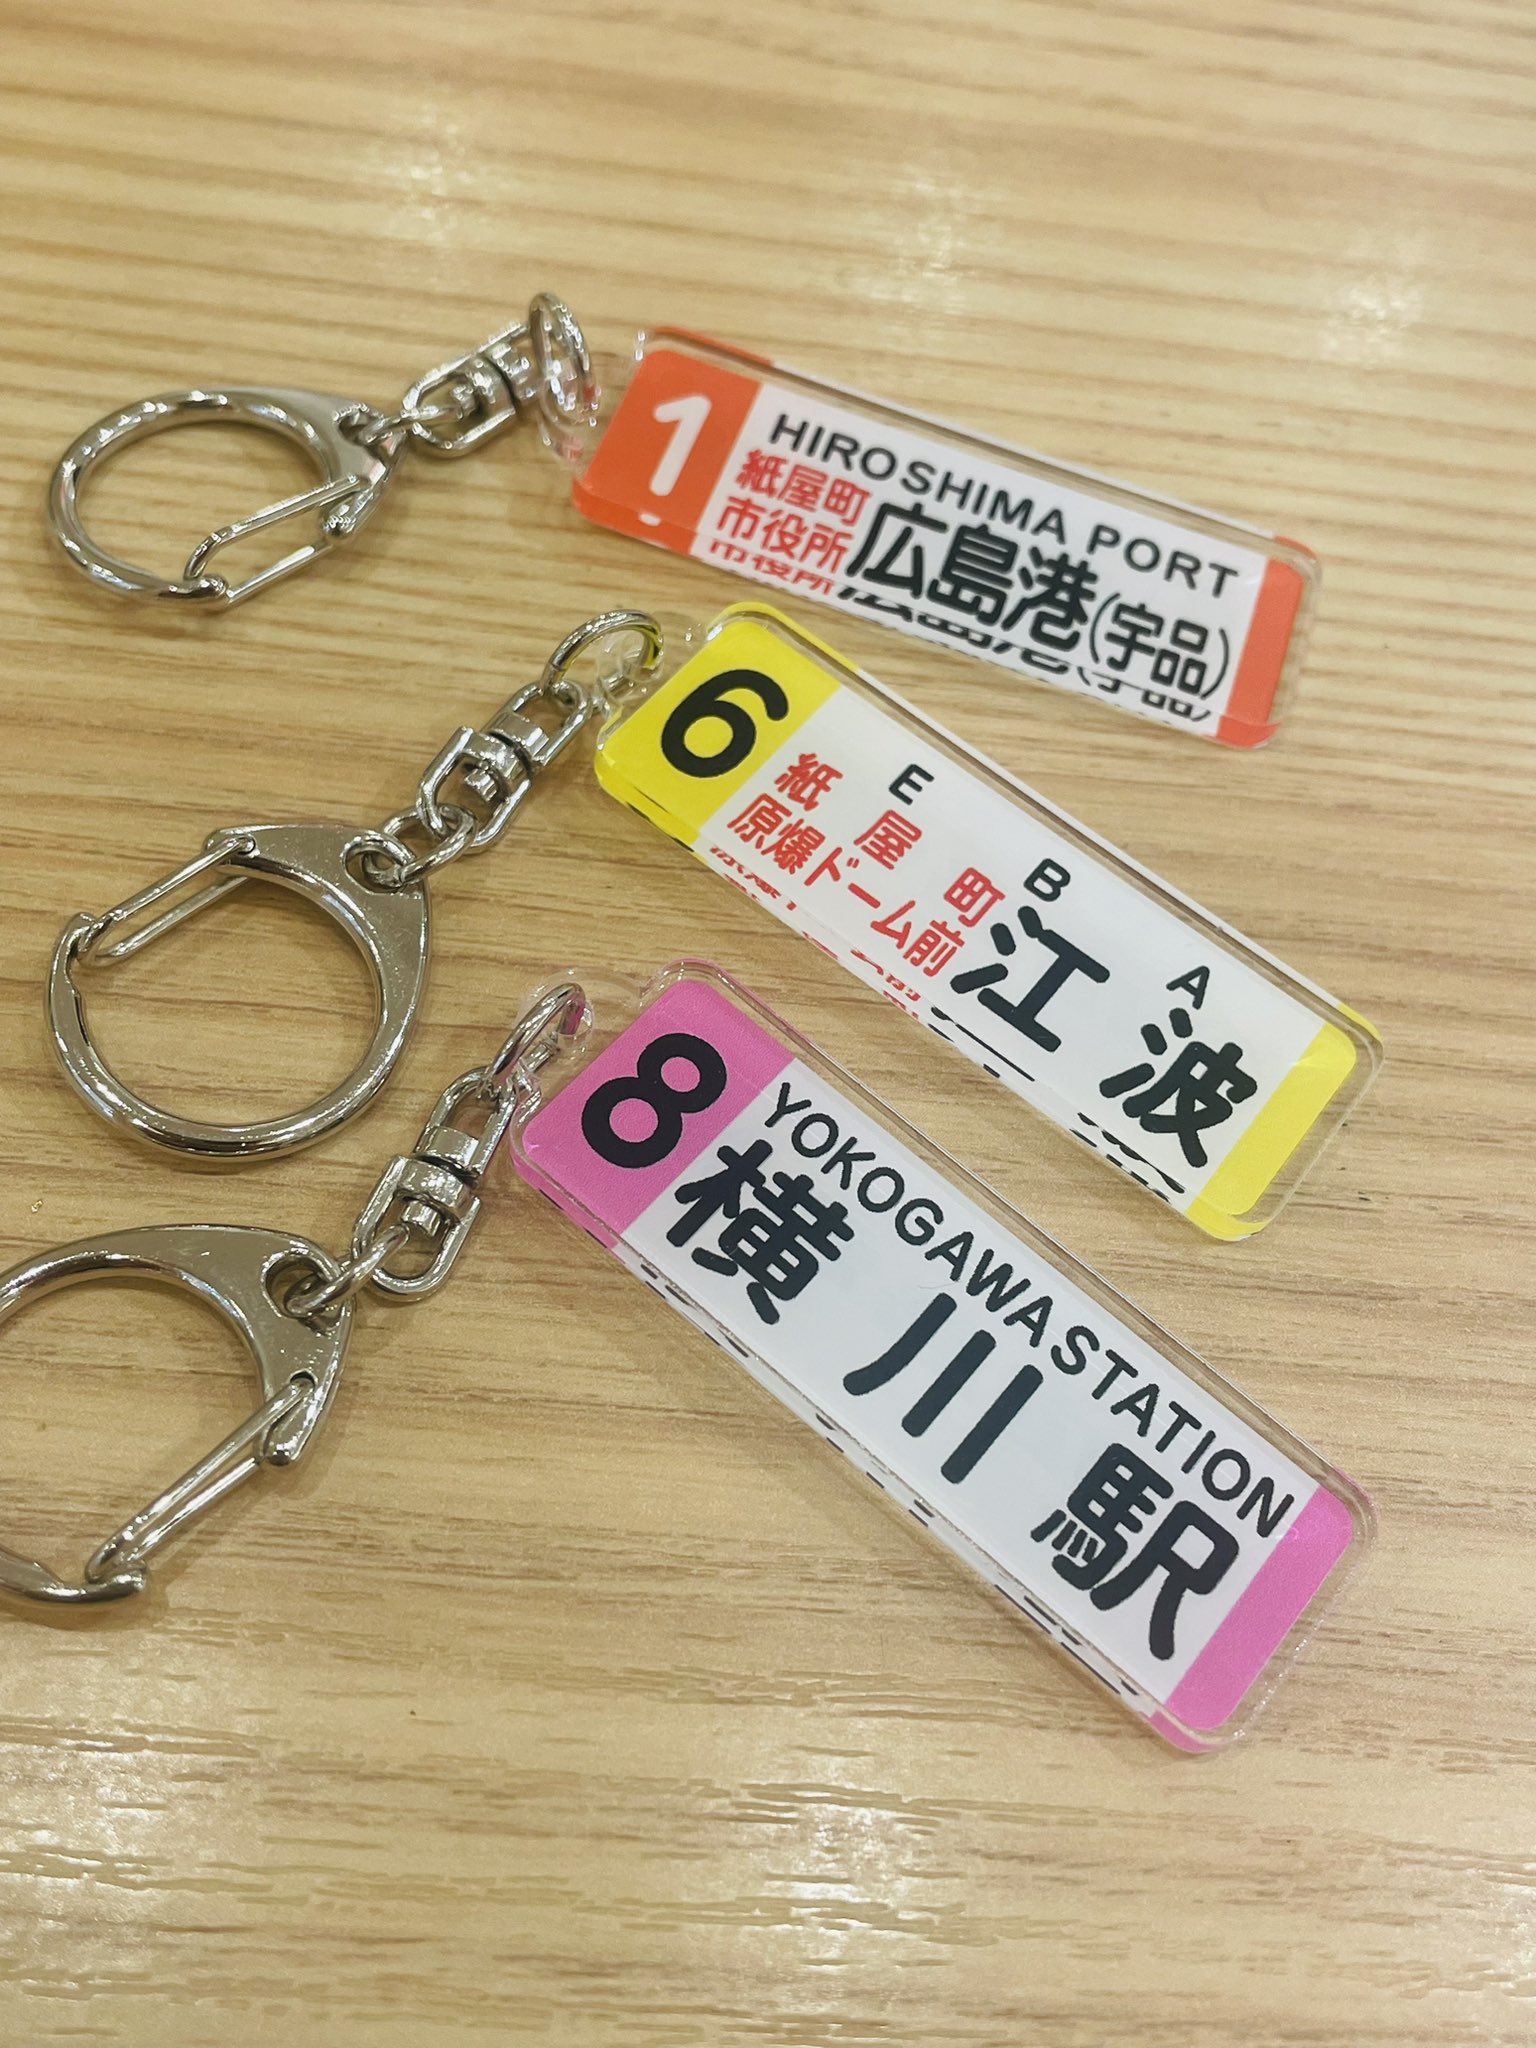 1
HIROSHIMA PORT
紙屋町
市役所
広島港(宇品)
6
EBA
紙屋町
原爆ドーム前
江波
8
YOKOGAWA STATION
横川駅